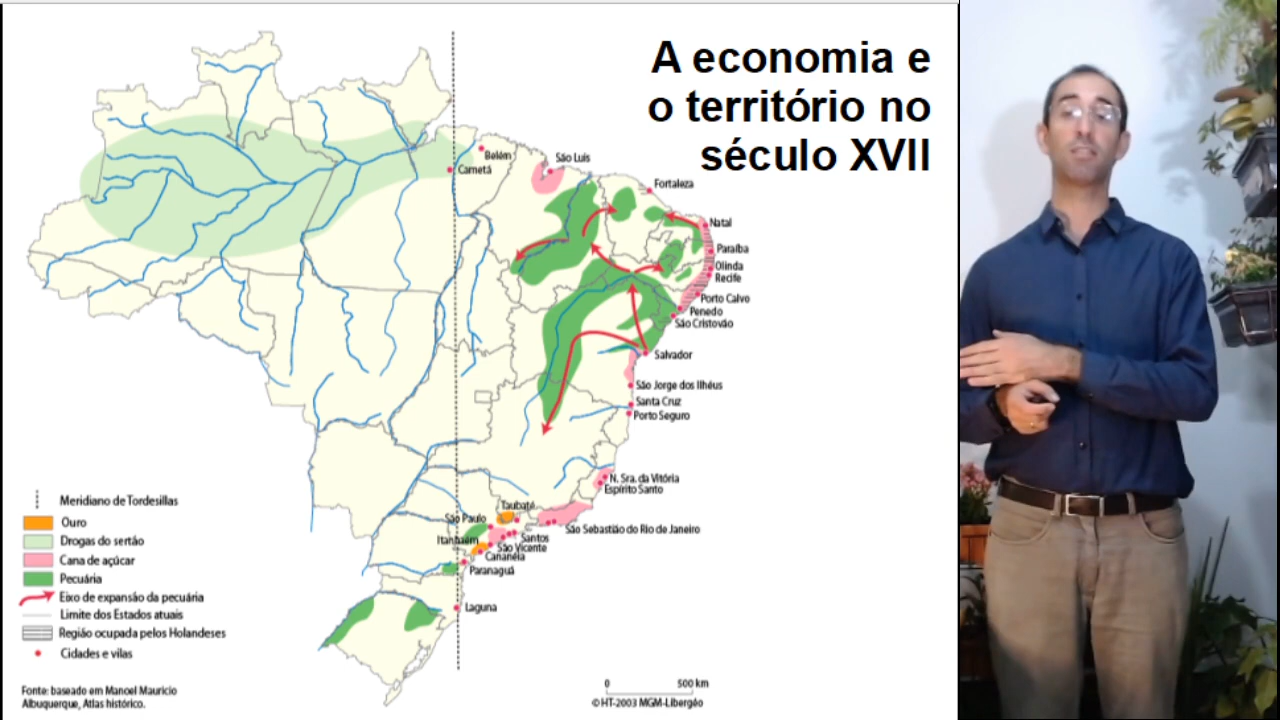 A economia e
o território no
século XVII
Belém
São Luis
Cametá
Fortaleza
Natal
Paraíba
Olinda
Recife
Porto Calvo
Penedo
São Cristovão
Salvador
São Jorge dos Ilhéus
Santa Cruz
Porto Seguro
N. Sra. da Vitória
Espírito Santo
Taubaté
São Paulo
São Sebastião do Rio de Janeiro
Itanhaém
Santos
São Vicente
Cananéia
Paranaguá
Laguna
Meridiano de Tordesillas
Ouro
Drogas do sertão
Cana de açúcar
Pecuária
Eixo de expansão da pecuária
Limite dos Estados atuais
Região ocupada pelos Holandeses
Cidades e vilas
Fonte: baseado em Manoel Mauricio
Albuquerque, Atlas histórico.
0 500 km
©HT-2003 MGM-Libergéo